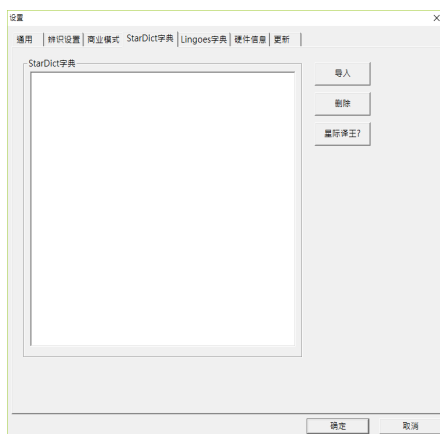 设置
通用 辨识设置 商业模式 StarDict字典 Lingoes字典 硬件信息 更新
StarDict字典
导入
删除
星际译王?
确定 取消